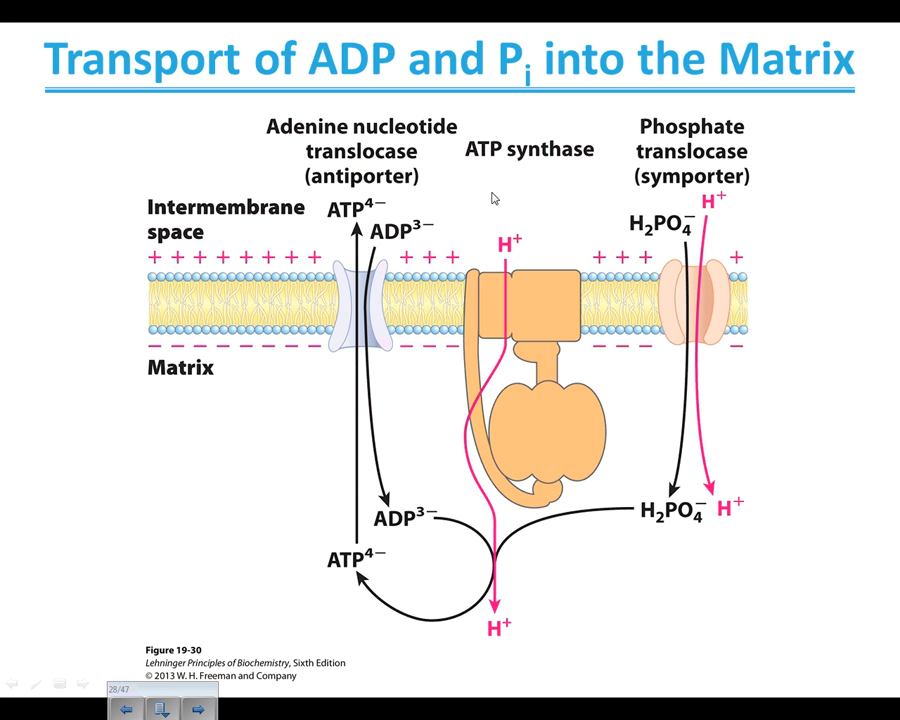 Transport of ADP and Pi into the Matrix
Adenine nucleotide
translocase
(antiporter)
ATP synthase
Phosphate
translocase
(symporter)
Intermembrane
space
ATP4−
ADP3−
H+
H2PO4−
H+
+ + + + + + + +
+ + +
+ + +
+
− − − − − − − −
− − −
− − −
−
Matrix
ADP3−
H2PO4−
H+
ATP4−
H+
Figure 19-30
Lehninger Principles of Biochemistry, Sixth Edition
© 2013 W. H. Freeman and Company
28/47